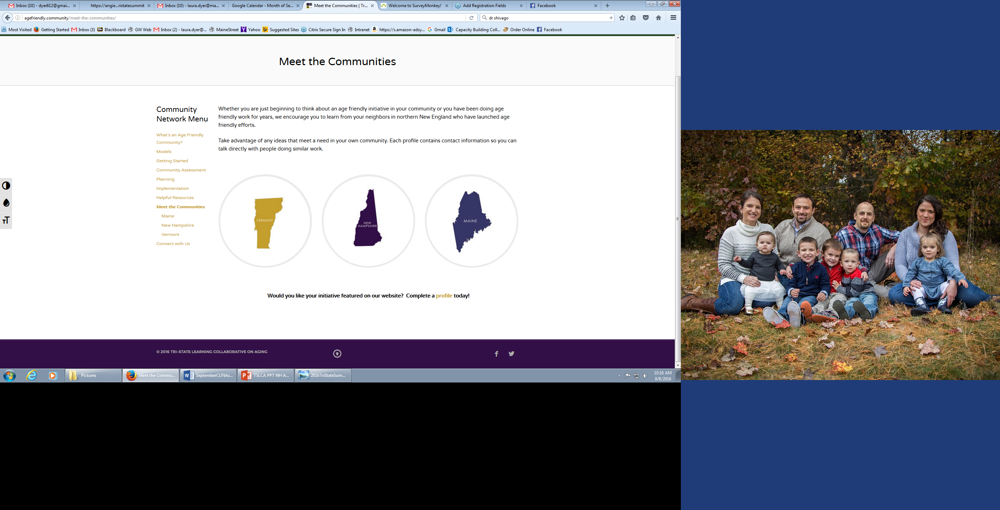 Inbox (10) - dyer612@gmai...
https://angie...ristatesummit
Inbox (10) - laura.dyer@ma...
Google Calendar - Month of Se...
Meet the Communities | Tr...
Welcome to SurveyMonkey!
Add Registration Fields
Facebook
agefriendly.community/meet-the-communities/
dr shivago
Most Visited
Getting Started
Inbox (3)
Bb
Blackboard
GW Web
Inbox (2) - laura.dyer@...
MaineStreet
Yahoo
Suggested Sites
Citrix Secure Sign In
Intranet
https://s.amazon-adsy...
Gmail
Capacity Building Coll...
Order Online
Facebook
Meet the Communities
Community
Network Menu
What's an Age Friendly
Community?
Models
Getting Started
Community Assessment
Planning
Implementation
Helpful Resources
Meet the Communities
Maine
New Hampshire
Vermont
Connect with Us
Whether you are just beginning to think about an age friendly initiative in your community or you have been doing age
friendly work for years, we encourage you to learn from your neighbors in northern New England who have launched age
friendly efforts.
Take advantage of any ideas that meet a need in your own community. Each profile contains contact information so you can
talk directly with people doing similar work.
VERMONT
NEW
HAMPSHIRE
MAINE
Would you like your initiative featured on our website? Complete a profile today!
© 2016 TRI-STATE LEARNING COLLABORATIVE ON AGING
Pictures
Meet the Commu...
SeptemberCLFblu...
TSLCA PPT NH A...
2016TriStateSum...
10:16 AM
9/8/2016